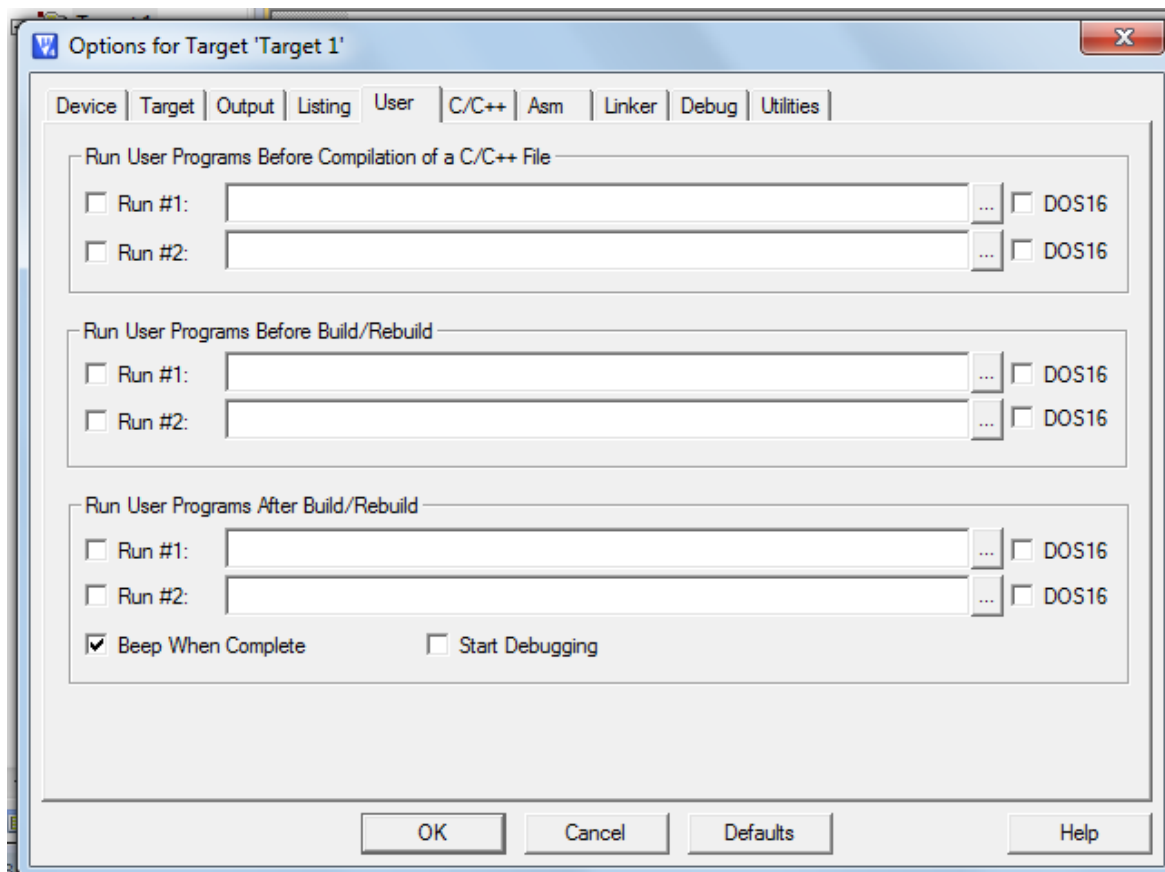 Options for Target 'Target 1'
Device Target Output Listing User C/C++ Asm Linker Debug Utilities
Run User Programs Before Compilation of a C/C++ File
Run #1: ... DOS16
Run #2: ... DOS16
Run User Programs Before Build/Rebuild
Run #1: ... DOS16
Run #2: ... DOS16
Run User Programs After Build/Rebuild
Run #1: ... DOS16
Run #2: ... DOS16
Beep When Complete Start Debugging
OK Cancel Defaults Help